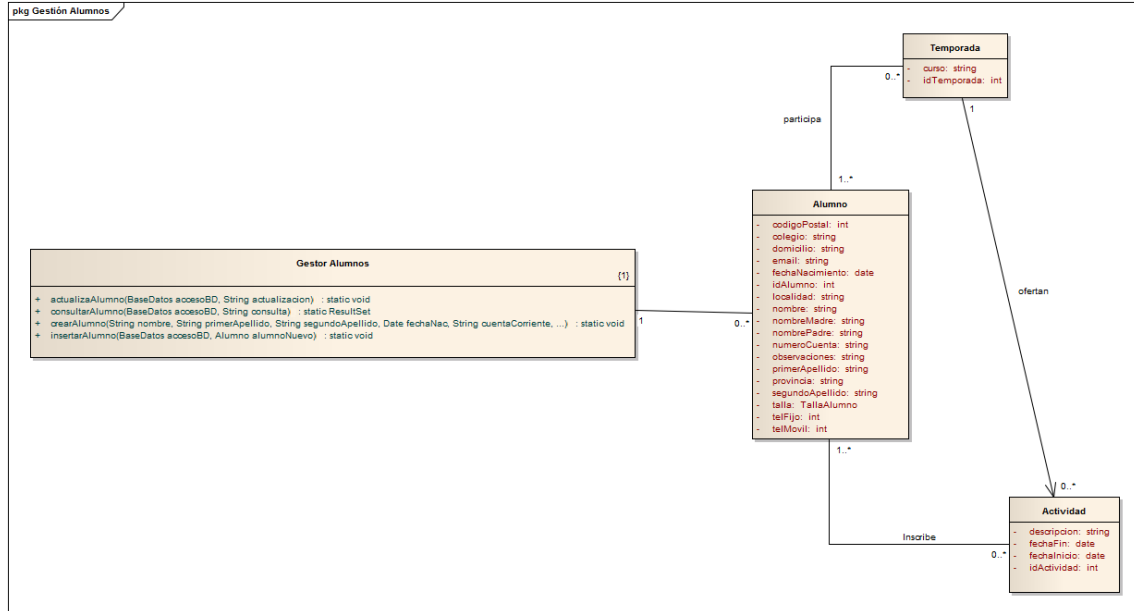 pkg Gestión Alumnos
Temporada
- curso: string
- idTemporada: int
0..*
1
participa
1..*
Alumno
- codigoPostal: int
- colegio: string
- domicilio: string
- email: string
- fechaNacimiento: date
- idAlumno: int
- localidad: string
- nombre: string
- nombreMadre: string
- nombrePadre: string
- numeroCuenta: string
- observaciones: string
- primerApellido: string
- provincia: string
- segundoApellido: string
- talla: TallaAlumno
- telFijo: int
- telMovil: int
Gestor Alumnos
{1}
+ actualizaAlumno(BaseDatos accesoBD, String actualizacion) : static void
+ consultarAlumno(BaseDatos accesoBD, String consulta) : static ResultSet
+ crearAlumno(String nombre, String primerApellido, String segundoApellido, Date fechaNac, String cuentaCorriente, ...) : static void
+ insertarAlumno(BaseDatos accesoBD, Alumno alumnoNuevo) : static void
1
0..*
ofertan
1..*
0..*
Inscribe
0..*
Actividad
- descripcion: string
- fechaFin: date
- fechaInicio: date
- idActividad: int